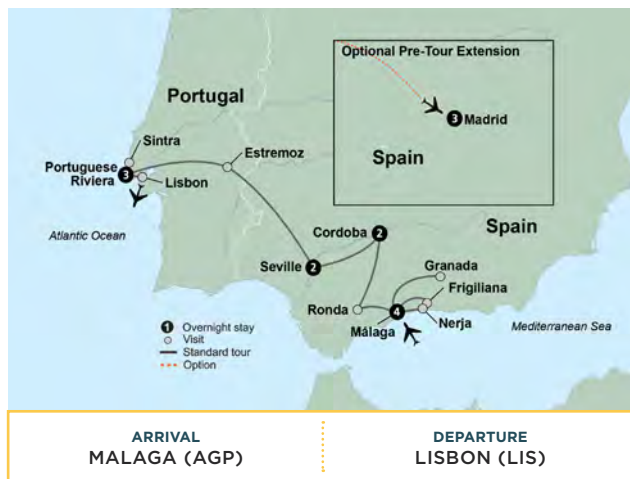 Optional Pre-Tour Extension
3 Madrid
Spain
Portugal
Sintra
Portuguese
Riviera
3
Lisbon
Estremoz
Atlantic Ocean
Spain
Cordoba 2
Seville 2
Granada
Frigiliana
Ronda
4
Málaga
Nerja
Mediterranean Sea
1 Overnight stay
Visit
Standard tour
Option
ARRIVAL
MALAGA (AGP)
DEPARTURE
LISBON (LIS)